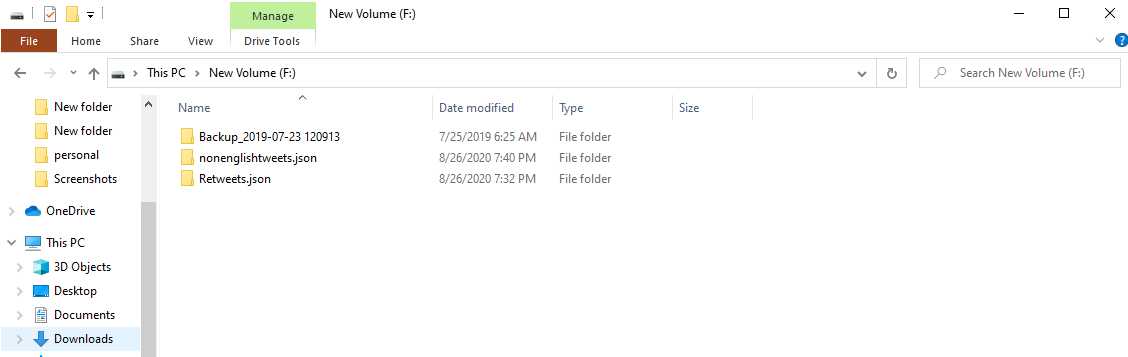 Manage New Volume (F:)
File Home Share View Drive Tools
This PC New Volume (F:) Search New Volume (F:)
New folder
New folder
personal
Screenshots
OneDrive
This PC
3D Objects
Desktop
Documents
Downloads
Name Date modified Type Size
Backup_2019-07-23 120913 7/25/2019 6:25 AM File folder
nonenglishtweets.json 8/26/2020 7:40 PM File folder
Retweets.json 8/26/2020 7:32 PM File folder